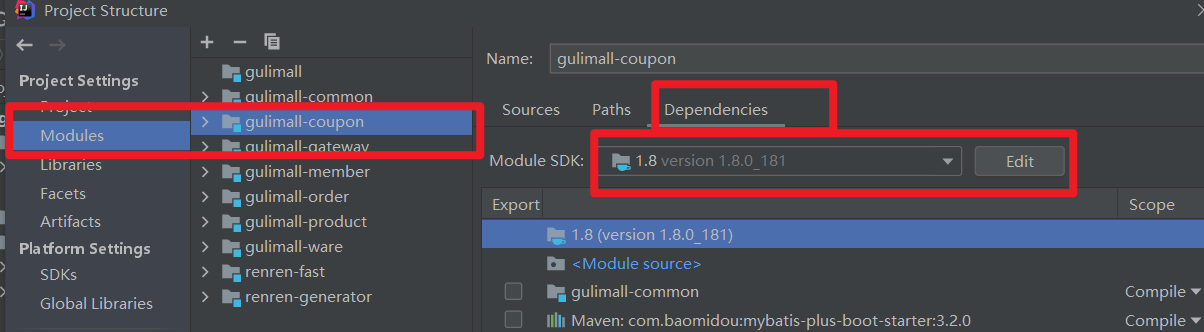 Project Structure
Project Settings
Project
Modules
Libraries
Facets
Artifacts
Platform Settings
SDKs
Global Libraries
gulimall
gulimall-common
gulimall-coupon
gulimall-gateway
gulimall-member
gulimall-order
gulimall-product
gulimall-ware
renren-fast
renren-generator
Name: gulimall-coupon
Sources Paths Dependencies
Module SDK: 1.8 version 1.8.0_181 Edit
Export Scope
1.8 (version 1.8.0_181)
<Module source>
gulimall-common Compile
Maven: com.baomidou:mybatis-plus-boot-starter:3.2.0 Compile